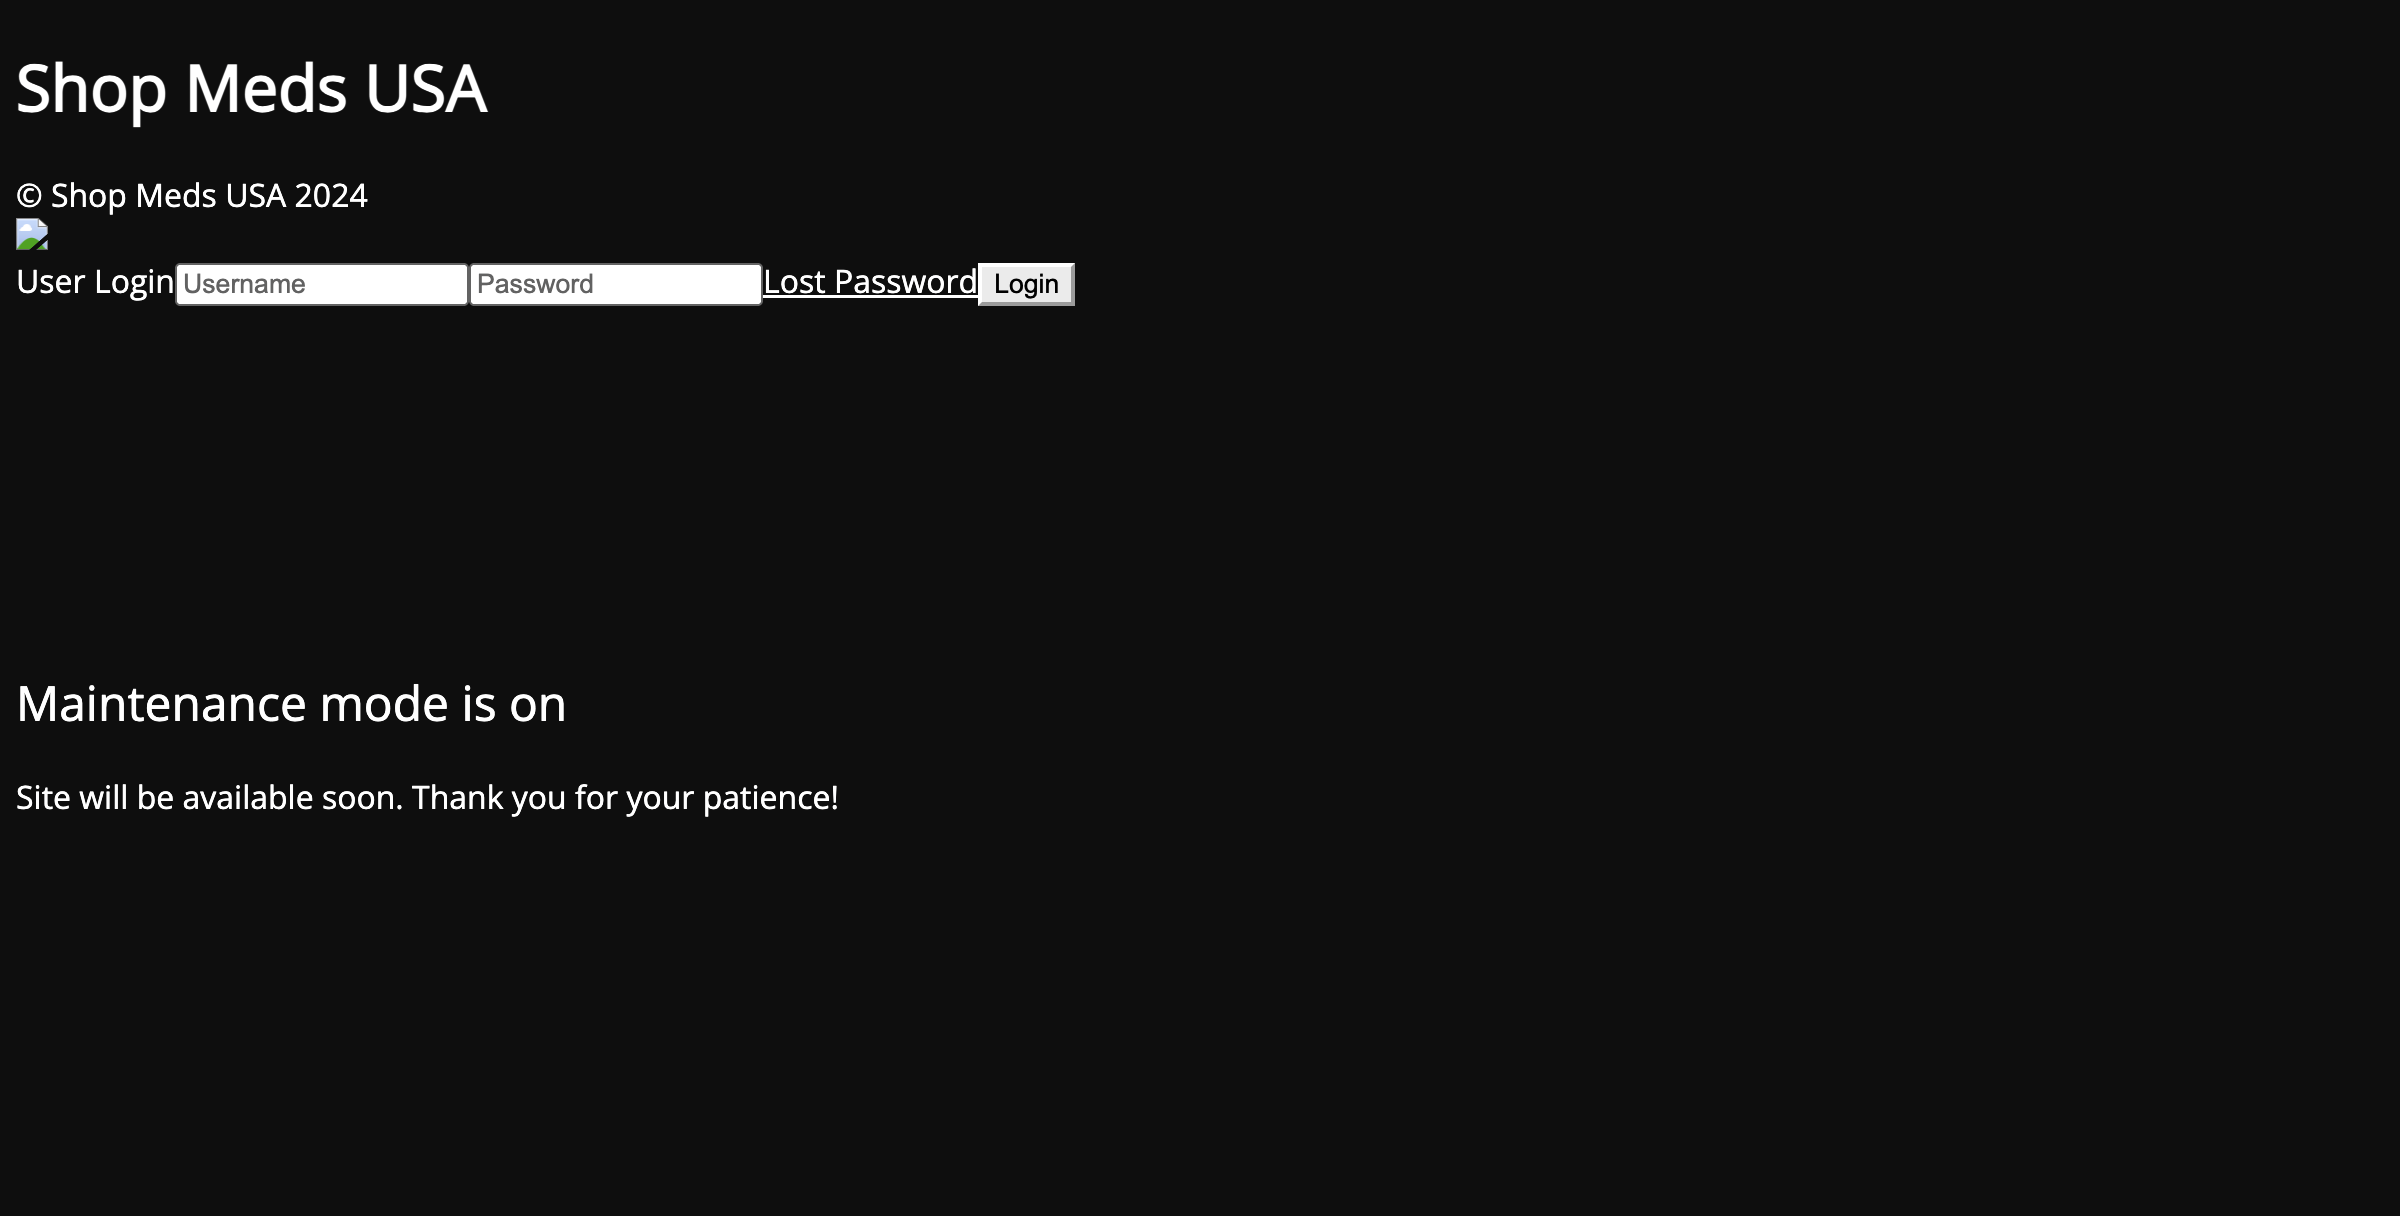 Shop Meds USA
© Shop Meds USA 2024
User Login Username Password Lost Password Login
Maintenance mode is on
Site will be available soon. Thank you for your patience!